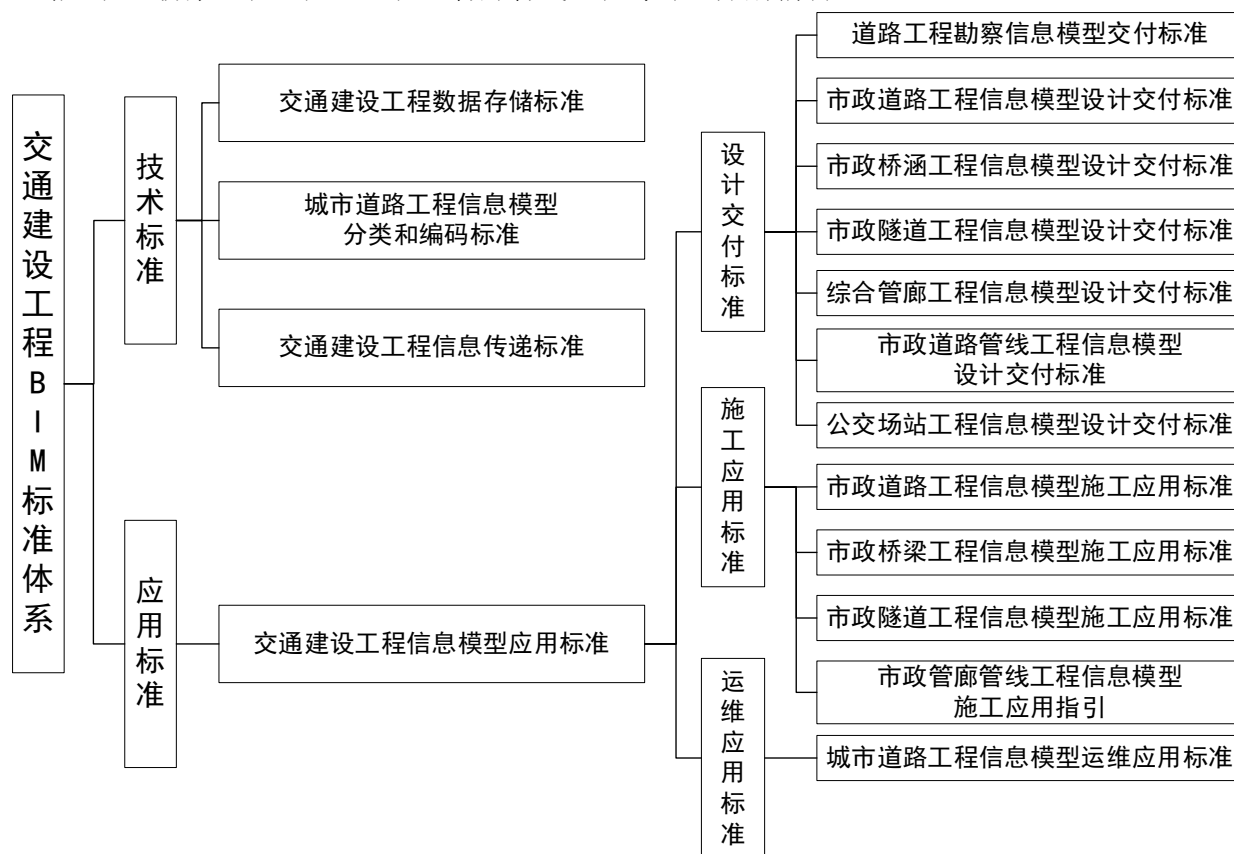 交通建设工程BIM标准体系
技术标准
交通建设工程数据存储标准
城市道路工程信息模型
分类和编码标准
交通建设工程信息传递标准
应用标准
交通建设工程信息模型应用标准
设计交付标准
道路工程勘察信息模型交付标准
市政道路工程信息模型设计交付标准
市政桥涵工程信息模型设计交付标准
市政隧道工程信息模型设计交付标准
综合管廊工程信息模型设计交付标准
市政道路管线工程信息模型
设计交付标准
公交场站工程信息模型设计交付标准
施工应用标准
市政道路工程信息模型施工应用标准
市政桥梁工程信息模型施工应用标准
市政隧道工程信息模型施工应用标准
市政管廊管线工程信息模型
施工应用指引
运维应用标准
城市道路工程信息模型运维应用标准